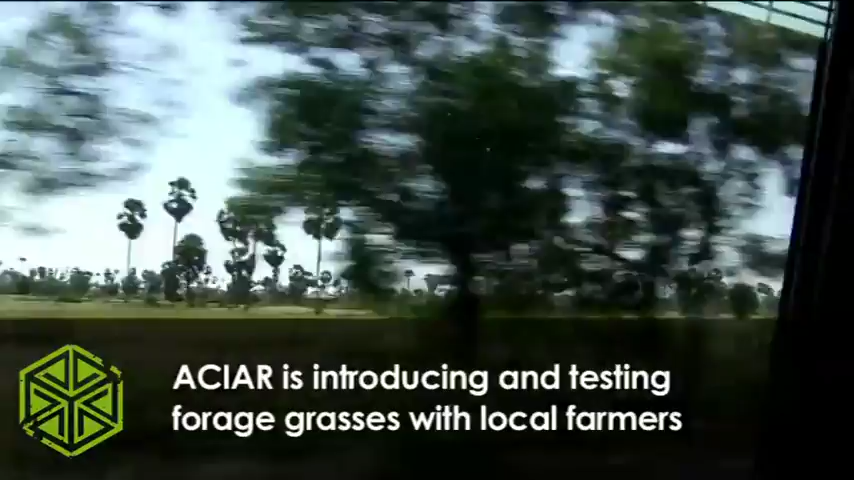 ACIAR is introducing and testing
forage grasses with local farmers